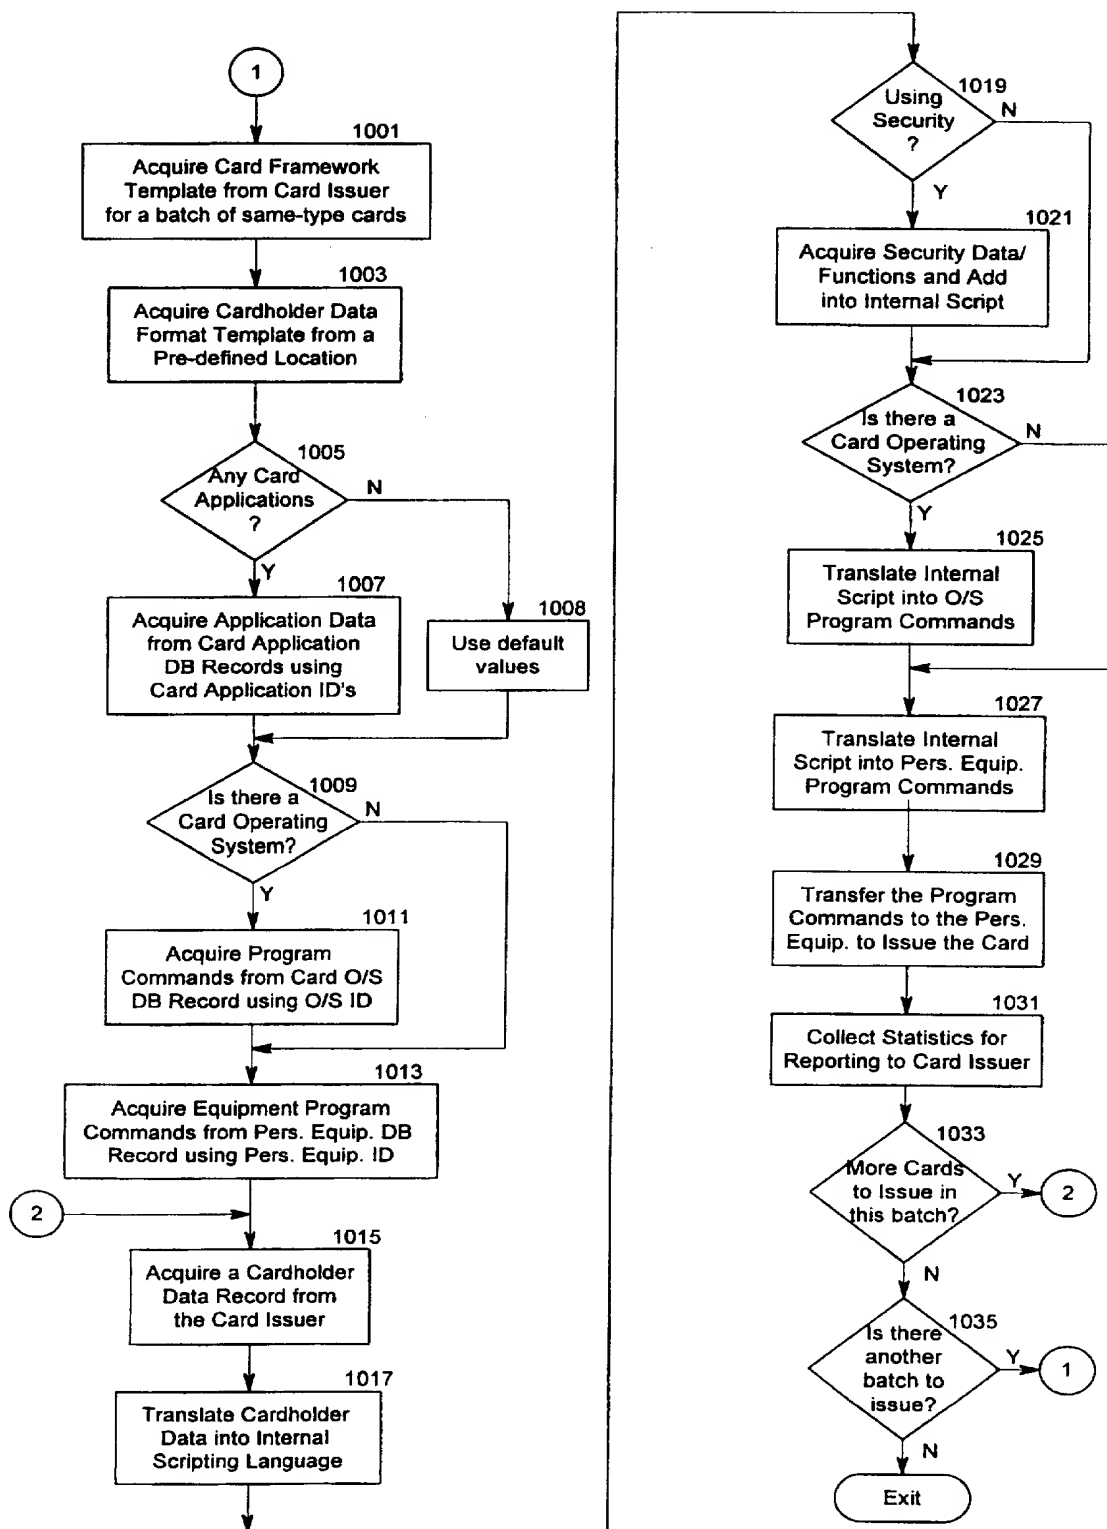 1
1001
Acquire Card Framework
Template from Card Issuer
for a batch of same-type cards
1003
Acquire Cardholder Data
Format Template from a
Pre-defined Location
1005
Any Card
Applications
?
N
Y
1007
Acquire Application Data
from Card Application
DB Records using
Card Application ID's
1008
Use default
values
1009
Is there a
Card Operating
System?
N
Y
1011
Acquire Program
Commands from Card O/S
DB Record using O/S ID
1013
Acquire Equipment Program
Commands from Pers. Equip. DB
Record using Pers. Equip. ID
2
1015
Acquire a Cardholder
Data Record from
the Card Issuer
1017
Translate Cardholder
Data into Internal
Scripting Language
1019
Using
Security
?
N
Y
1021
Acquire Security Data/
Functions and Add
into Internal Script
1023
Is there a
Card Operating
System?
N
Y
1025
Translate Internal
Script into O/S
Program Commands
1027
Translate Internal
Script into Pers. Equip.
Program Commands
1029
Transfer the Program
Commands to the Pers.
Equip. to Issue the Card
1031
Collect Statistics for
Reporting to Card Issuer
1033
More Cards
to Issue in
this batch?
Y
2
N
1035
Is there
another
batch to
issue?
Y
1
N
Exit